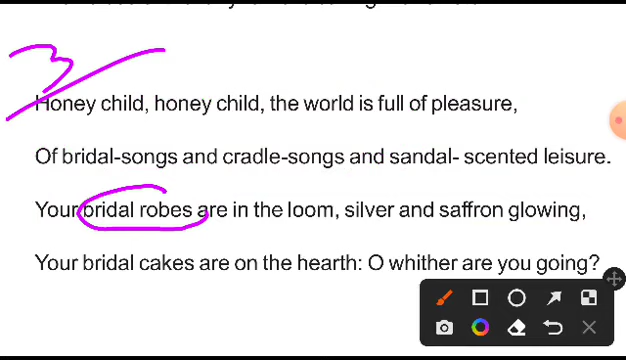 3
Honey child, honey child, the world is full of pleasure,
Of bridal-songs and cradle-songs and sandal- scented leisure.
Your bridal robes are in the loom, silver and saffron glowing,
Your bridal cakes are on the hearth: O whither are you going?